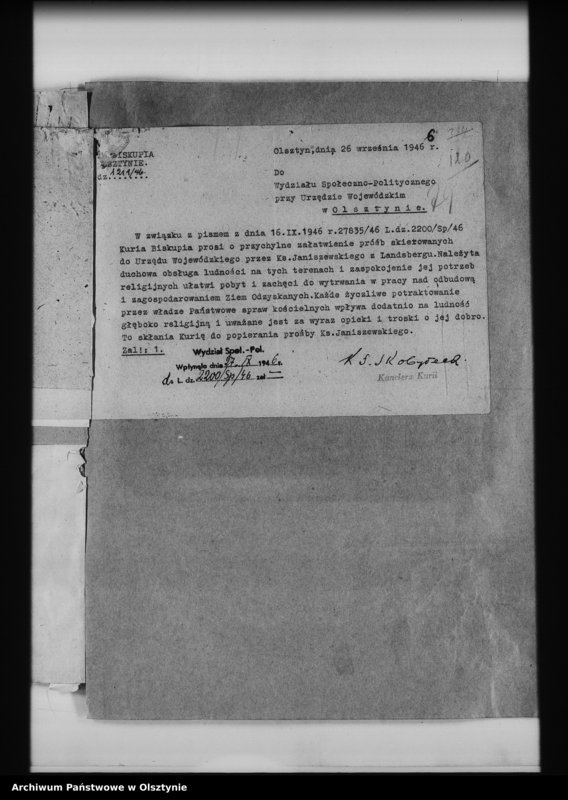 6
Olsztyn,dnia 26 września 1946 r.
BISKUPIA
OLSZTYNIE.
dz.1211/46
120
Do
Wydziału Społeczno-Politycznego
przy Urzędzie Wojewódzkim
w Olsztynie.
W związku z pismem z dnia 16.IX.1946 r.27835/46 L.dz.2200/Sp/46
Kuria Biskupia prosi o przychylne załatwienie próśb skierowanych
do Urzędu Wojewódzkiego przez Ks.Janiszewskiego z Landsbergu.Należyta
duchowa obsługa ludności na tych terenach i zaspokojenie jej potrzeb
religijnych ułatwi pobyt i zachęci do wytrwania w pracy nad odbudową
i zagospodarowaniem Ziem Odzyskanych.Każde życzliwe potraktowanie
przez władze Państwowe spraw kościelnych wpływa dodatnio na ludność
głęboko religijną i uważane jest za wyraz opieki i troski o jej dobro.
To skłania Kurię do popierania prośby Ks.Janiszewskiego.
Zał: 1.
Wydział Społ.-Pol.
Wpłynęło dnia 27/IX 1946 r.
do L. dz. 2200/Sp/46 zał —
Kanclerz Kurii
Archiwum Państwowe w Olsztynie